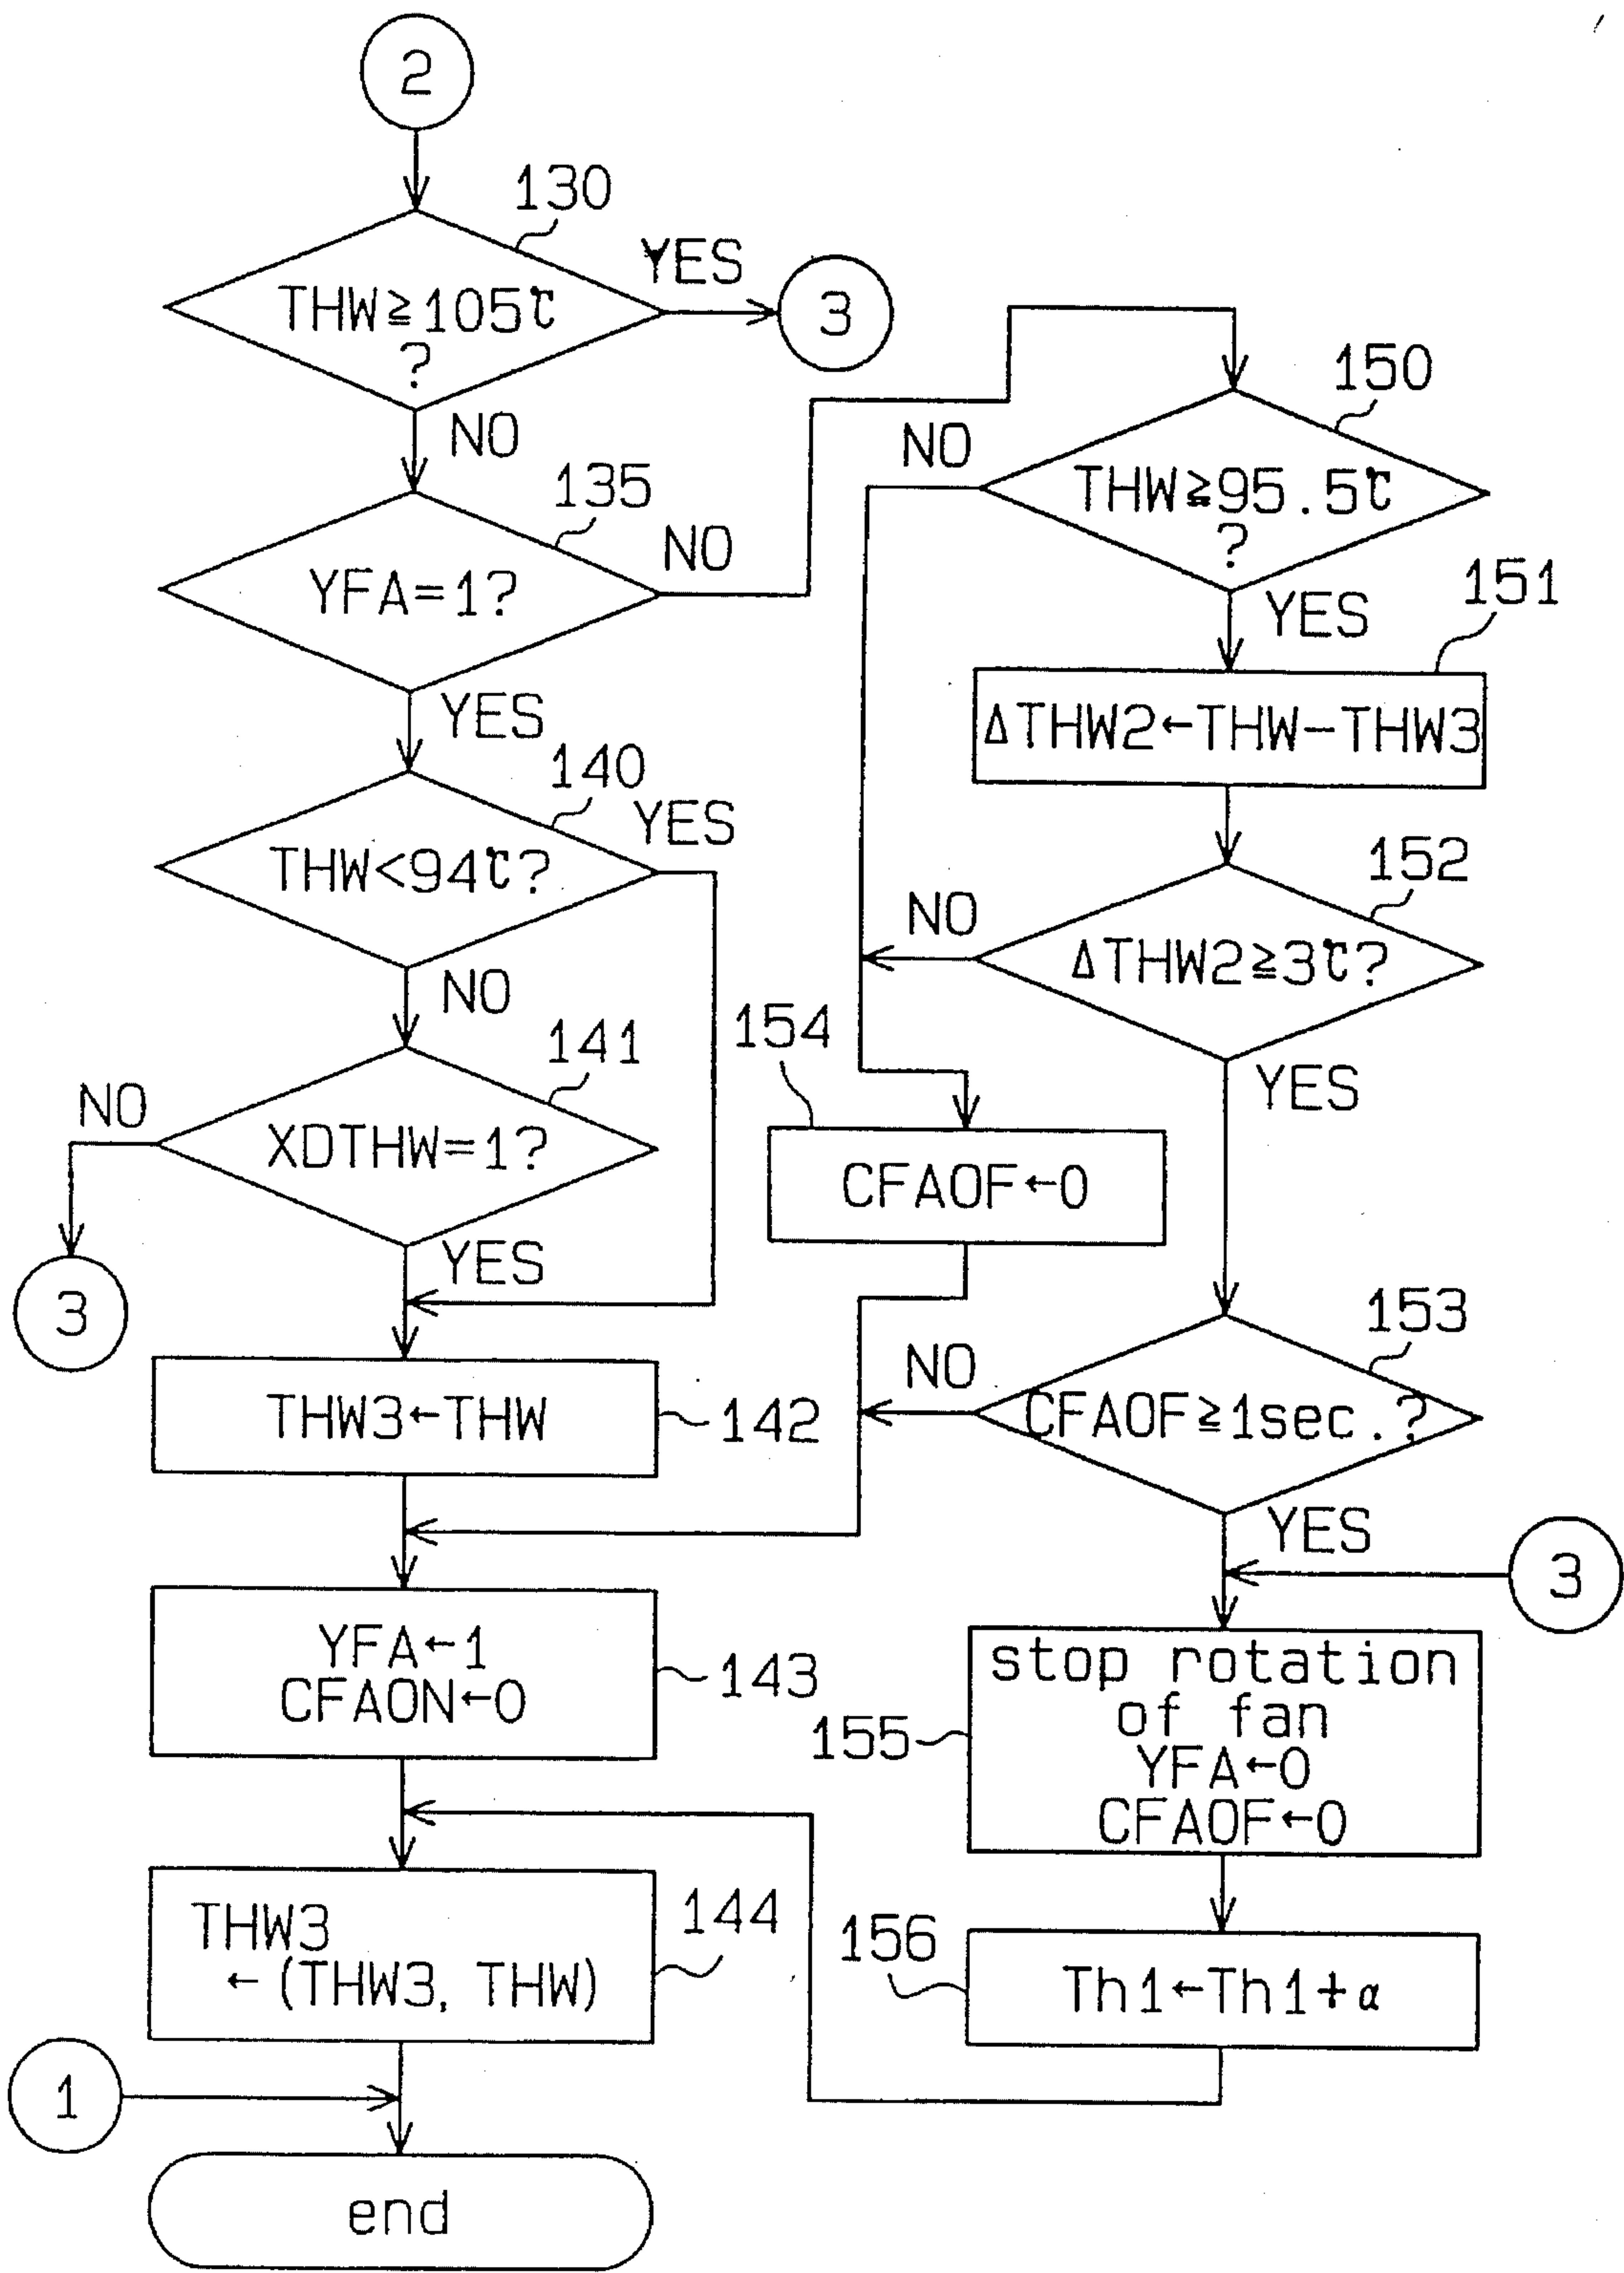 2
130
YES
THW≧105℃
?
3
NO
135
NO
YFA=1?
YES
140
YES
THW<94℃?
NO
141
NO
XDTHW=1?
YES
3
THW3←THW
142
YFA←1
CFAON←0
143
THW3
←(THW3, THW)
144
1
end
150
NO
THW≧95.5℃
?
YES
151
ΔTHW2←THW-THW3
152
NO
ΔTHW2≧3℃?
YES
154
CFAOF←0
153
NO
CFAOF≧1sec.?
YES
3
stop rotation
of fan
YFA←0
CFAOF←0
155
156
Th1←Th1+α